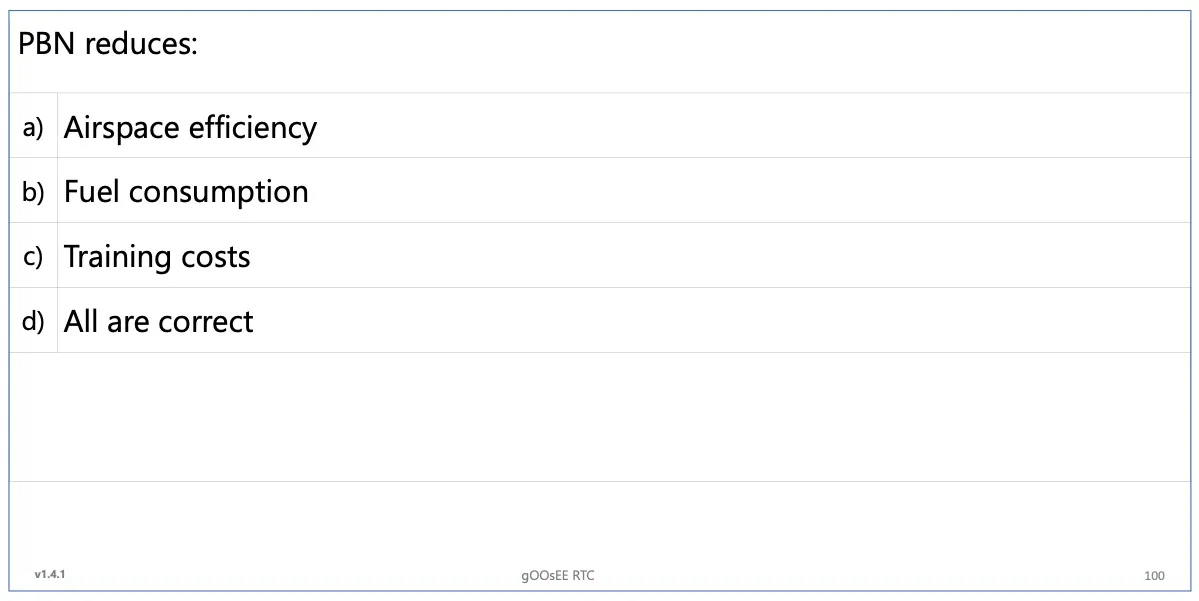 PBN reduces:
a) Airspace efficiency
b) Fuel consumption
c) Training costs
d) All are correct
v1.4.1 gOOsEE RTC 100